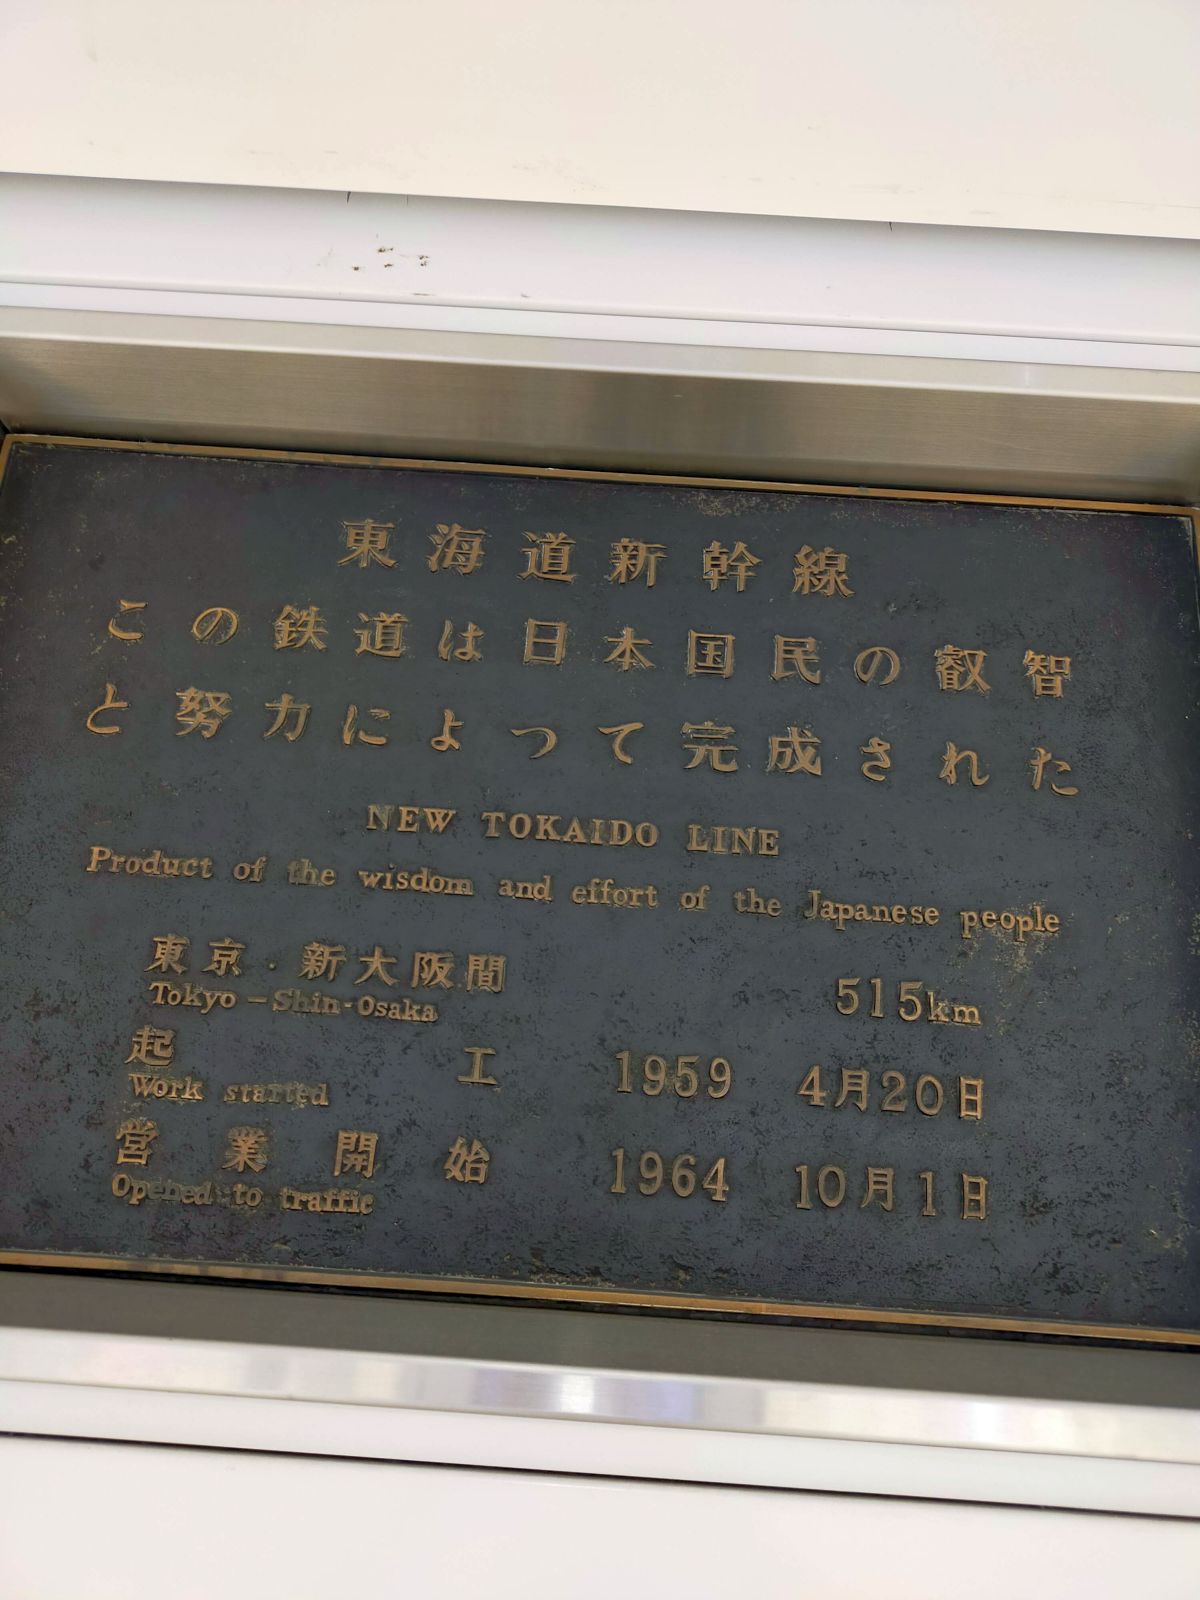 東海道新幹線
この鉄道は日本国民の叡智
と努力によって完成された
NEW TOKAIDO LINE
Product of the wisdom and effort of the Japanese people
東京・新大阪間 515km
Tokyo－Shin-Osaka
起工 1959 4月20日
Work started
営業開始 1964 10月1日
Opened to traffic